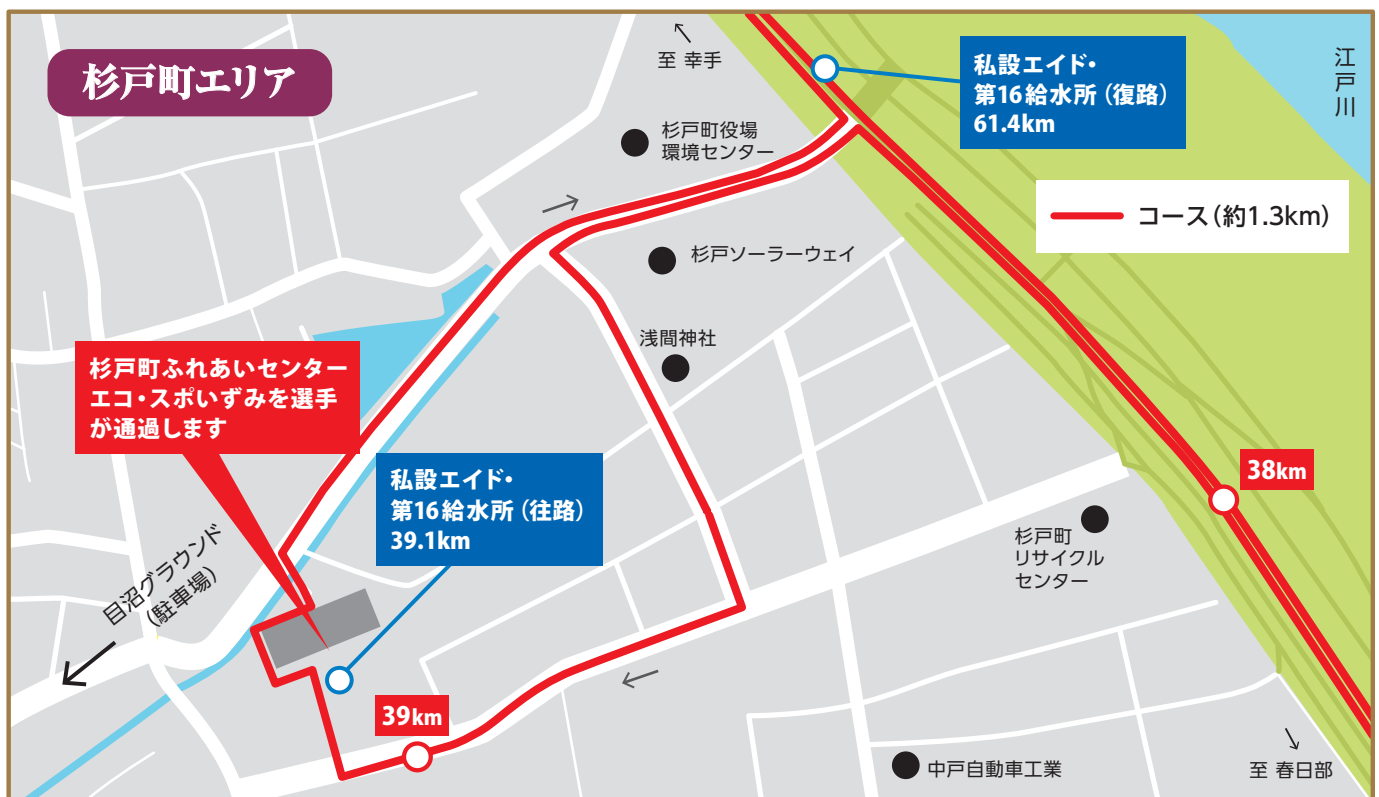 杉戸町エリア
至 幸手
私設エイド・
第16給水所（復路）
61.4km
江戸川
杉戸町役場
環境センター
コース（約1.3km）
杉戸ソーラーウェイ
浅間神社
杉戸町ふれあいセンター
エコ・スポいずみを選手
が通過します
私設エイド・
第16給水所（往路）
39.1km
38km
杉戸町
リサイクル
センター
目沼グラウンド
（駐車場）
39km
中戸自動車工業
至 春日部